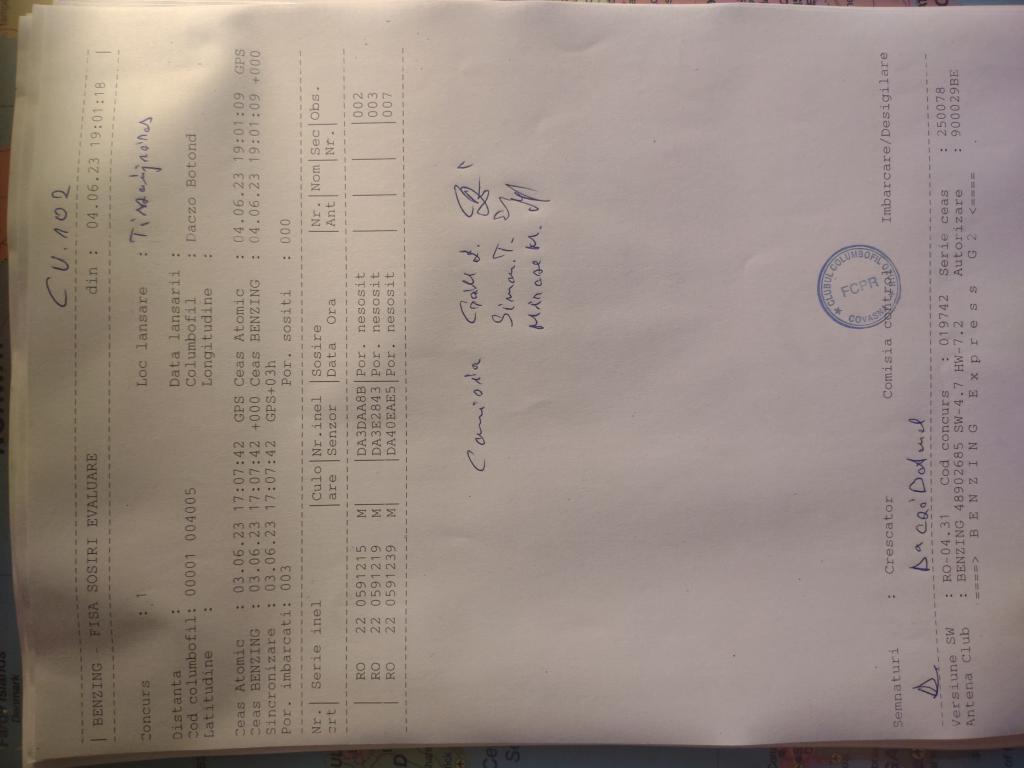 CU.102
| BENZING - FISA SOSIRI EVALUARE din : 04.06.23 19:01:18 |
Concurs : 1 Loc lansare :
Distanta : Data lansarii :
Cod columbofil: 00001 004005 Columbofil : Daczo Botond
Latitudine : Longitudine :
Ceas Atomic : 03.06.23 17:07:42 GPS Ceas Atomic : 04.06.23 19:01:09 GPS
Ceas BENZING : 03.06.23 17:07:42 +000 Ceas BENZING : 04.06.23 19:01:09 +000
Sincronizare : 03.06.23 17:07:42 GPS+03h
Por. imbarcati: 003 Por. sositi : 000
Nr.| Serie inel |Culo|Nr.inel |Sosire |Nr. |Nom|Sec|Obs.
crt| |are |Senzor |Data Ora |Ant| |Nr.|
| RO 22 0591215 M| |DA3DAA8B|Por. nesosit | | | |002
| RO 22 0591219 M| |DA3E2843|Por. nesosit | | | |003
| RO 22 0591239 M| |DA40EAE5|Por. nesosit | | | |007
Comisia
Simon T.
Manase M.
CLUBUL COLUMBOFIL
FCPR
COVASNA
Semnaturi : Crescator Comisia control Imbarcare/Desigilare
Versiune SW : RO-04.31 Cod concurs : 019742 Serie ceas : 250078
Antena Club : BENZING 48902685 SW-4.7 HW-7.2 Autorizare : 900029BE
====> B E N Z I N G E x p r e s s G 2 <====